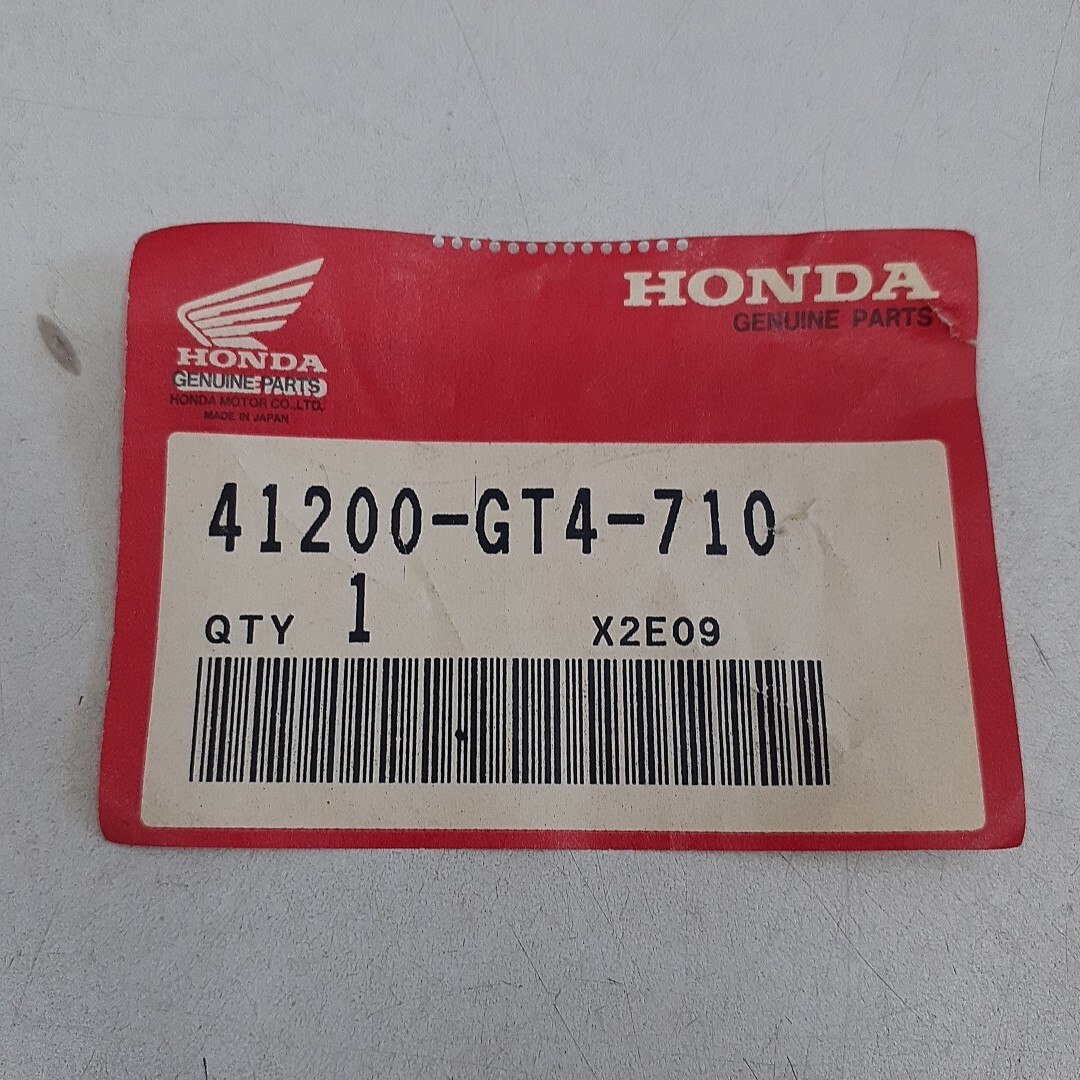 HONDA
GENUINE PARTS
HONDA MOTOR CO.,LTD.
MADE IN JAPAN
HONDA
GENUINE PARTS
41200-GT4-710
QTY 1 X2E09